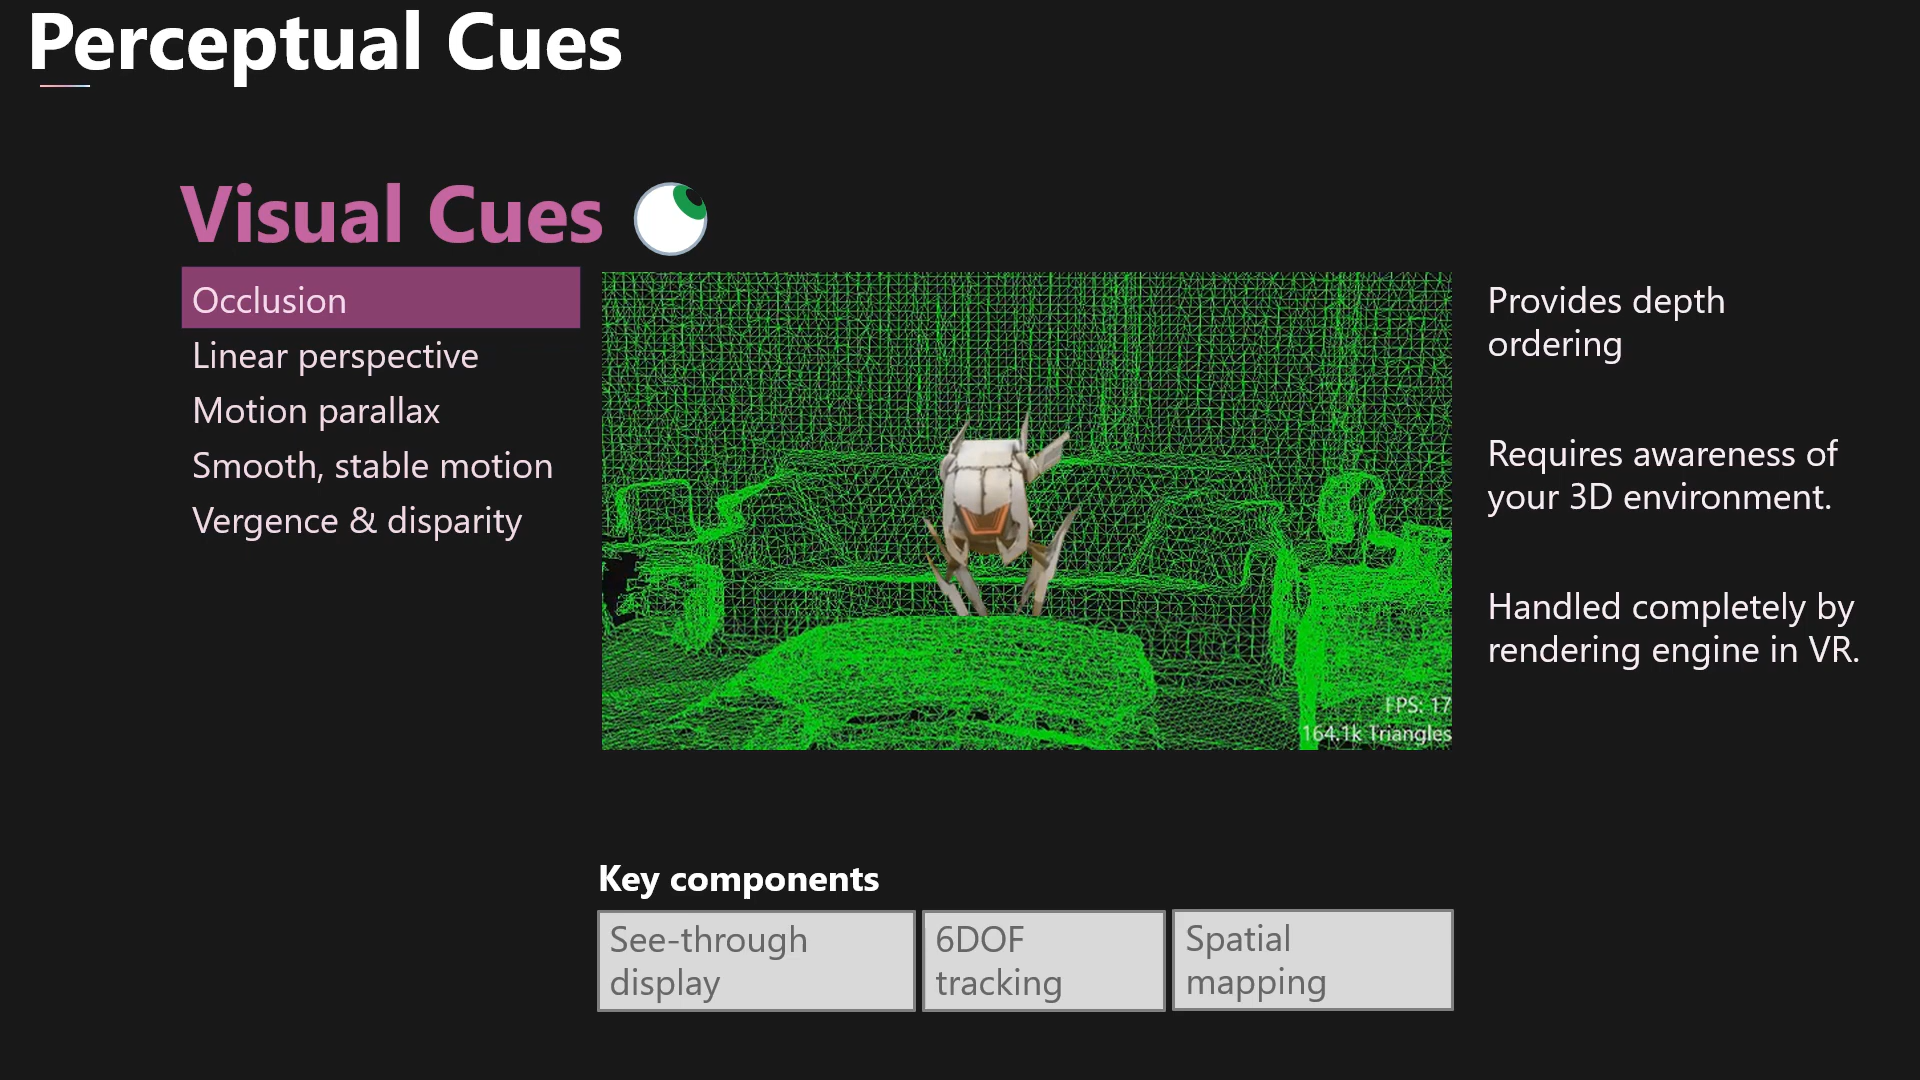 Perceptual Cues
Visual Cues
Occlusion
Linear perspective
Motion parallax
Smooth, stable motion
Vergence & disparity
FPS: 17
164.1k Triangles
Provides depth
ordering
Requires awareness of
your 3D environment.
Handled completely by
rendering engine in VR.
Key components
See-through
display
6DOF
tracking
Spatial
mapping